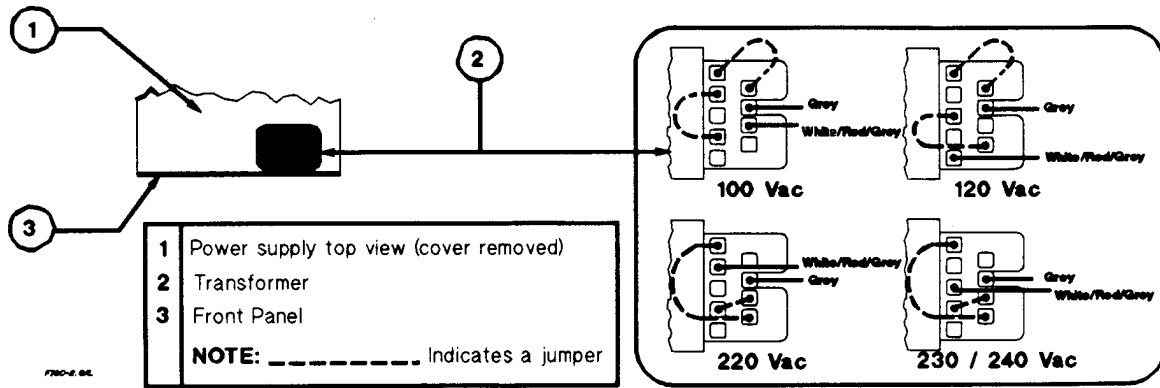 1
2
3
Grey
White/Red/Grey
100 Vac
Grey
White/Red/Grey
120 Vac
White/Red/Grey
Grey
220 Vac
Grey
White/Red/Grey
230 / 240 Vac
1 Power supply top view (cover removed)
2 Transformer
3 Front Panel
NOTE: _ _ _ _ _ _ _ _ Indicates a jumper